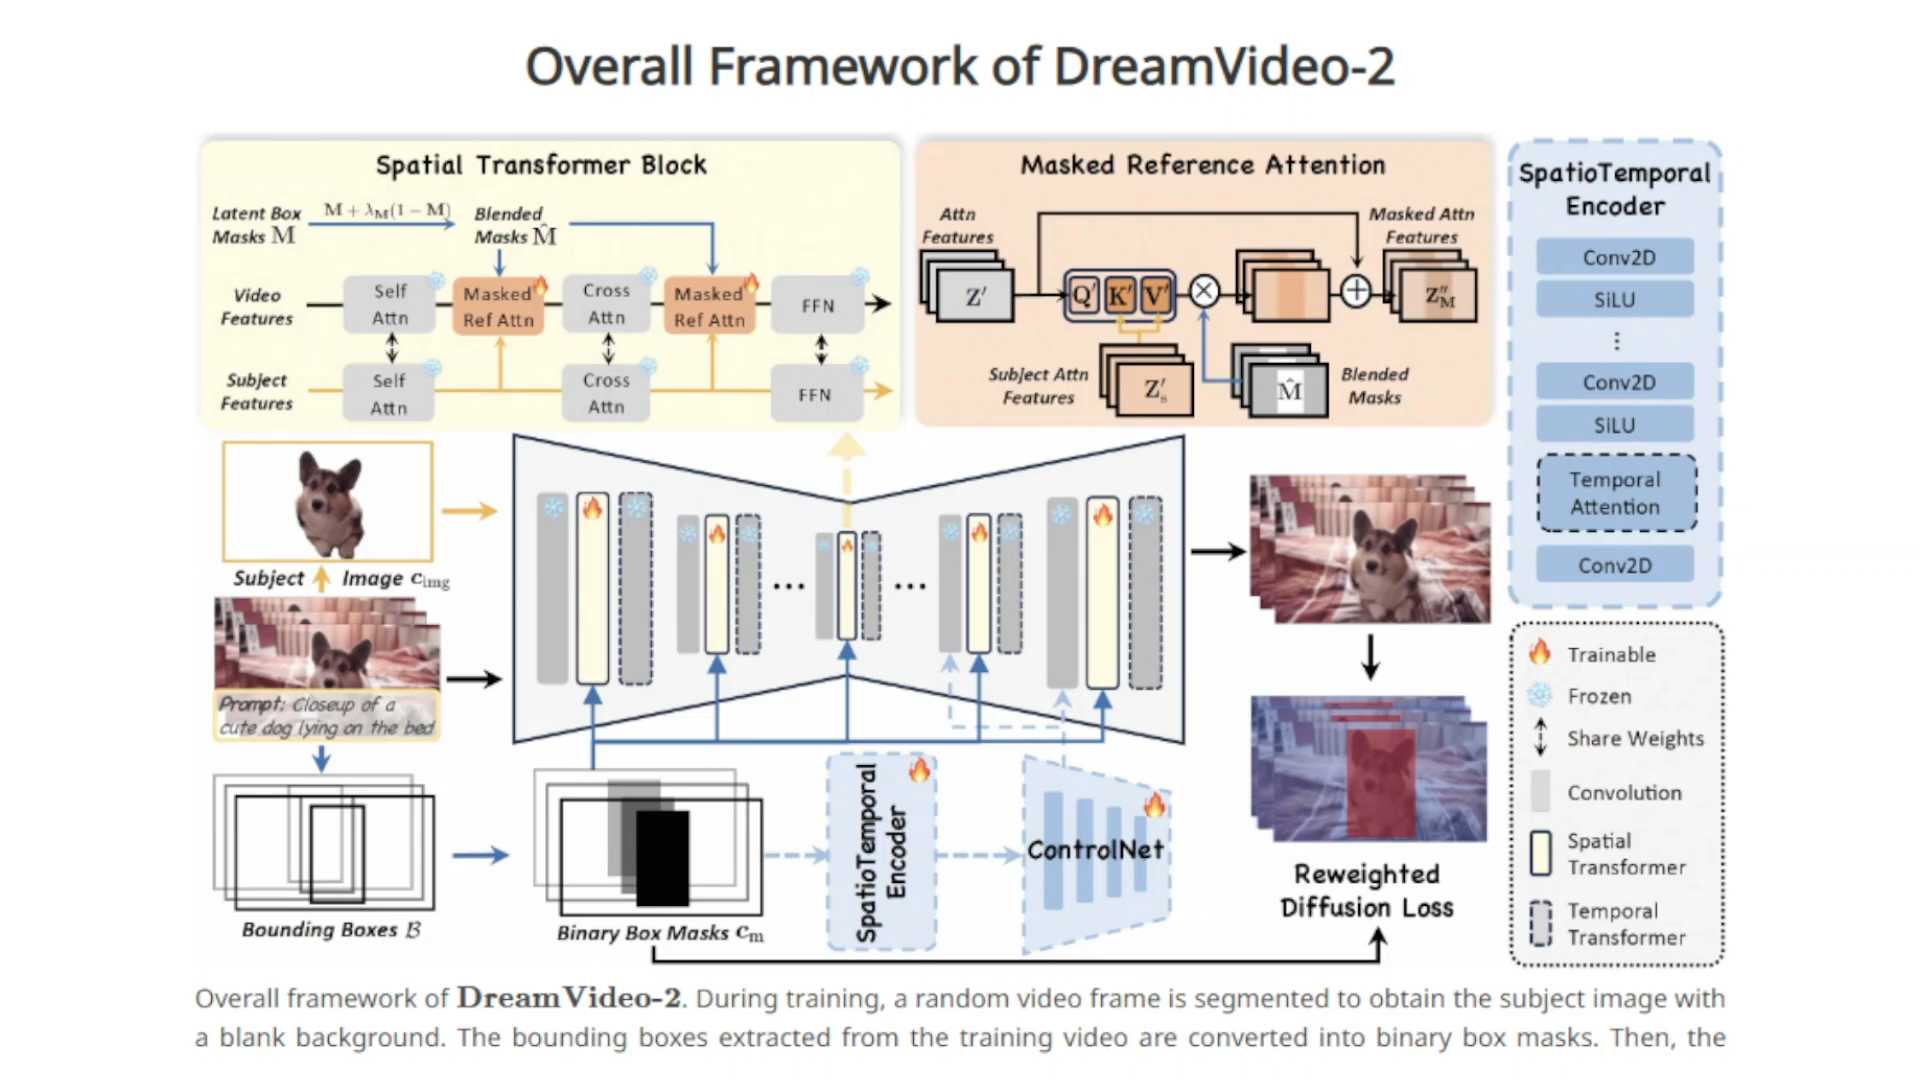 Overall Framework of DreamVideo-2
Spatial Transformer Block
Latent Box
Masks M
M + λM(1 − M)
Blended
Masks M̂
Video
Features
Self
Attn
Masked
Ref Attn
Cross
Attn
Masked
Ref Attn
FFN
Subject
Features
Self
Attn
Cross
Attn
FFN
Masked Reference Attention
Attn
Features
Masked Attn
Features
Z′
Q′ K′ V′
Z″M
Subject Attn
Features
Z′s
M̂
Blended
Masks
SpatioTemporal
Encoder
Conv2D
SiLU
⋮
Conv2D
SiLU
Temporal
Attention
Conv2D
Subject Image cimg
Prompt: Closeup of a
cute dog lying on the bed
... ...
Bounding Boxes B
Binary Box Masks cm
SpatioTemporal
Encoder
ControlNet
Reweighted
Diffusion Loss
Trainable
Frozen
Share Weights
Convolution
Spatial
Transformer
Temporal
Transformer
Overall framework of DreamVideo-2. During training, a random video frame is segmented to obtain the subject image with
a blank background. The bounding boxes extracted from the training video are converted into binary box masks. Then, the